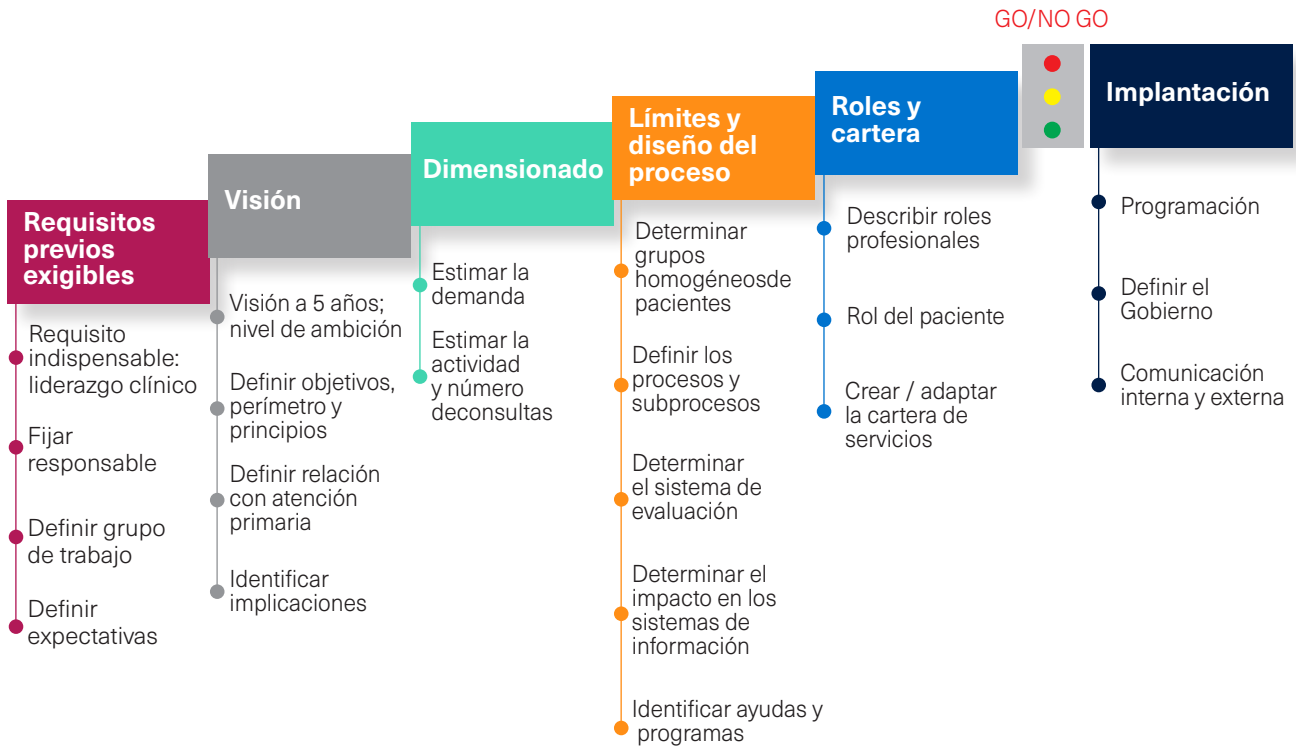 Requisitos
previos
exigibles
Requisito
indispensable:
liderazgo clínico
Fijar
responsable
Definir grupo
de trabajo
Definir
expectativas
Visión
Visión a 5 años;
nivel de ambición
Definir objetivos,
perímetro y
principios
Definir relación
con atención
primaria
Identificar
implicaciones
Dimensionado
Estimar la
demanda
Estimar la
actividad
y número
deconsultas
Límites y
diseño del
proceso
Determinar
grupos
homogéneosde
pacientes
Definir los
procesos y
subprocesos
Determinar
el sistema de
evaluación
Determinar el
impacto en los
sistemas de
información
Identificar ayudas y
programas
Roles y
cartera
Describir roles
profesionales
Rol del paciente
Crear / adaptar
la cartera de
servicios
GO/NO GO
Implantación
Programación
Definir el
Gobierno
Comunicación
interna y externa